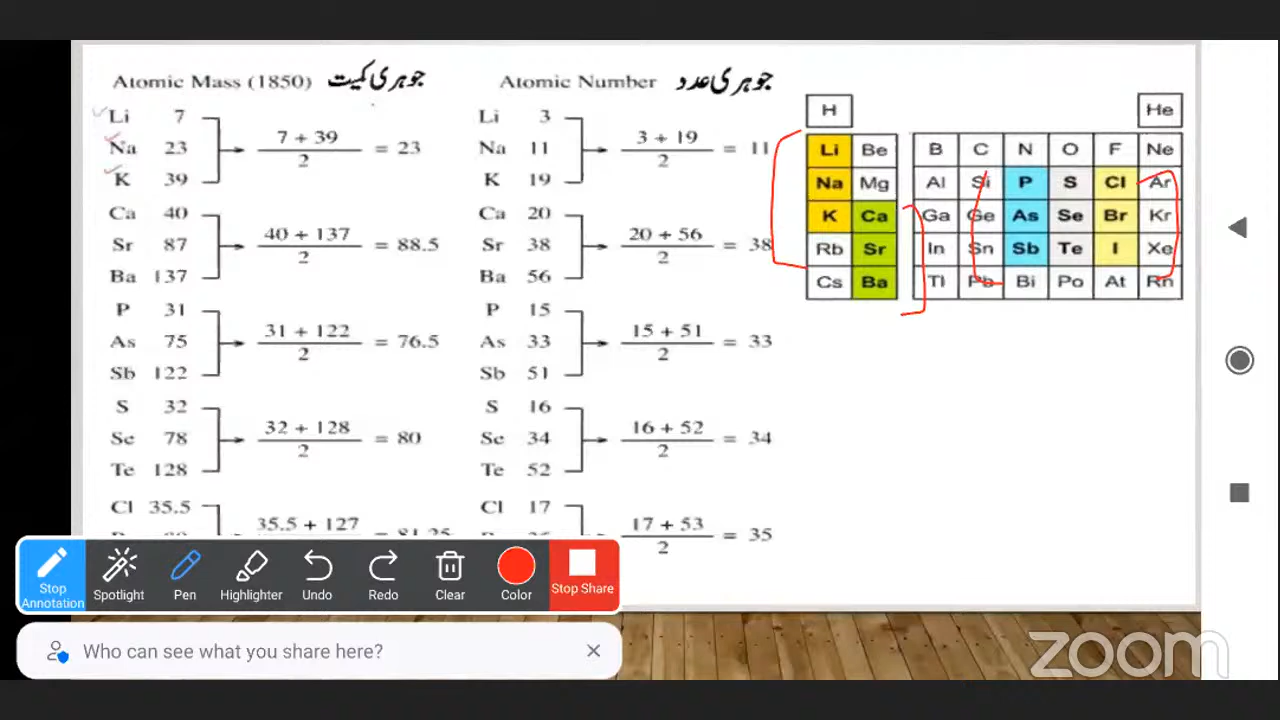 Atomic Mass (1850) جوہری کمیت
Li 7
Na 23
K 39
7 + 39
2
= 23
Ca 40
Sr 87
Ba 137
40 + 137
2
= 88.5
P 31
As 75
Sb 122
31 + 122
2
= 76.5
S 32
Se 78
Te 128
32 + 128
2
= 80
Cl 35.5
35.5 + 127
= 81.25
Atomic Number جوہری عدد
Li 3
Na 11
K 19
3 + 19
2
= 11
Ca 20
Sr 38
Ba 56
20 + 56
2
= 38
P 15
As 33
Sb 51
15 + 51
2
= 33
S 16
Se 34
Te 52
16 + 52
2
= 34
Cl 17
17 + 53
2
= 35
H He
Li Be B C N O F Ne
Na Mg Al Si P S Cl Ar
K Ca Ga Ge As Se Br Kr
Rb Sr In Sn Sb Te I Xe
Cs Ba Tl Pb Bi Po At Rn
Stop Annotation
Spotlight
Pen
Highlighter
Undo
Redo
Clear
Color
Stop Share
Who can see what you share here?
zoom